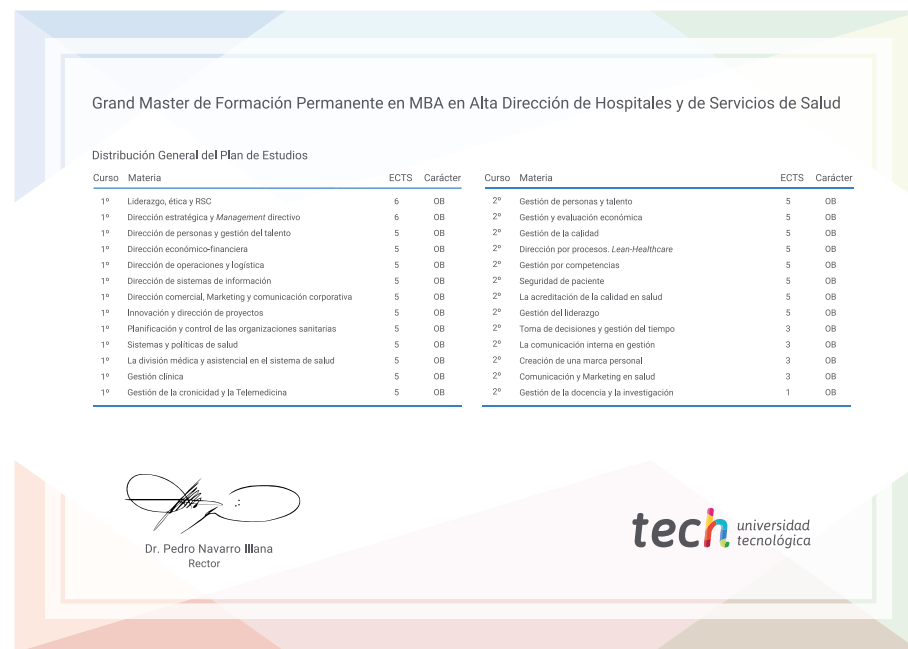 Grand Master de Formación Permanente en MBA en Alta Dirección de Hospitales y de Servicios de Salud
Distribución General del Plan de Estudios
Curso Materia ECTS Carácter
1º Liderazgo, ética y RSC 6 OB
1º Dirección estratégica y Management directivo 6 OB
1º Dirección de personas y gestión del talento 5 OB
1º Dirección económico-financiera 5 OB
1º Dirección de operaciones y logística 5 OB
1º Dirección de sistemas de información 5 OB
1º Dirección comercial, Marketing y comunicación corporativa 5 OB
1º Innovación y dirección de proyectos 5 OB
1º Planificación y control de las organizaciones sanitarias 5 OB
1º Sistemas y políticas de salud 5 OB
1º La división médica y asistencial en el sistema de salud 5 OB
1º Gestión clínica 5 OB
1º Gestión de la cronicidad y la Telemedicina 5 OB
Curso Materia ECTS Carácter
2º Gestión de personas y talento 5 OB
2º Gestión y evaluación económica 5 OB
2º Gestión de la calidad 5 OB
2º Dirección por procesos. Lean-Healthcare 5 OB
2º Gestión por competencias 5 OB
2º Seguridad de paciente 5 OB
2º La acreditación de la calidad en salud 5 OB
2º Gestión del liderazgo 5 OB
2º Toma de decisiones y gestión del tiempo 3 OB
2º La comunicación interna en gestión 3 OB
2º Creación de una marca personal 3 OB
2º Comunicación y Marketing en salud 3 OB
2º Gestión de la docencia y la investigación 1 OB
Dr. Pedro Navarro Illana
Rector
tech universidad
tecnológica